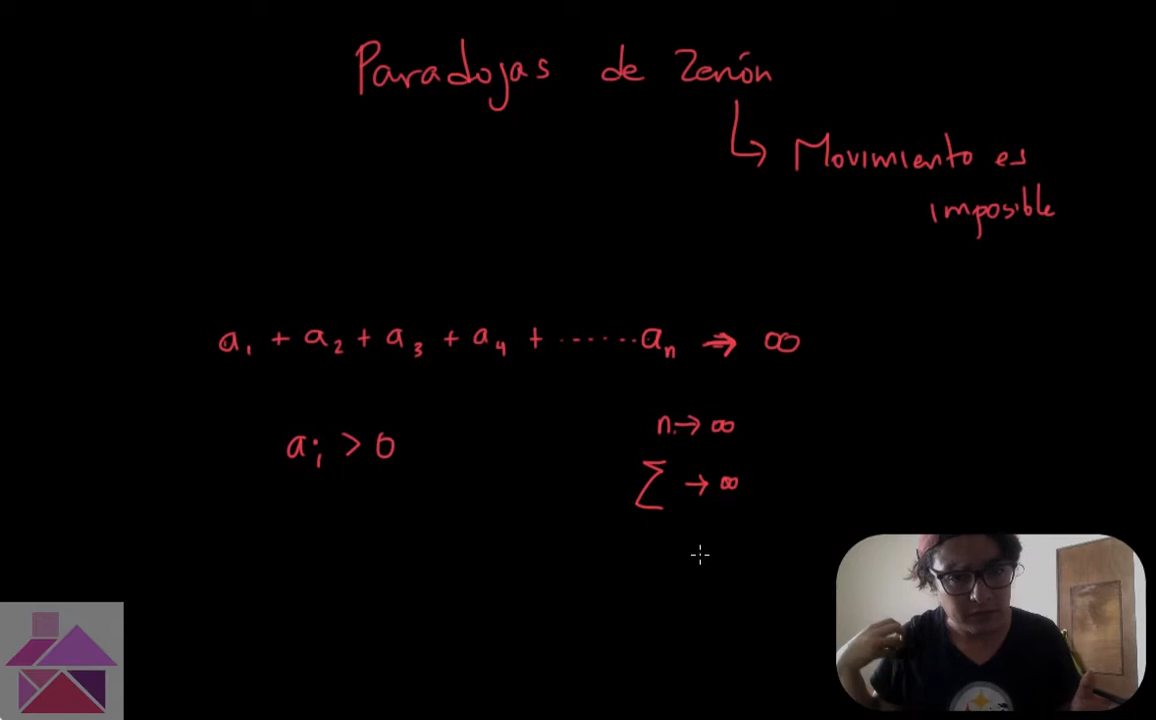 Paradojas de Zenón
↳ Movimiento es
imposible
a₁ + a₂ + a₃ + a₄ + ...... aₙ → ∞
n → ∞
aᵢ > 0
Σ → ∞